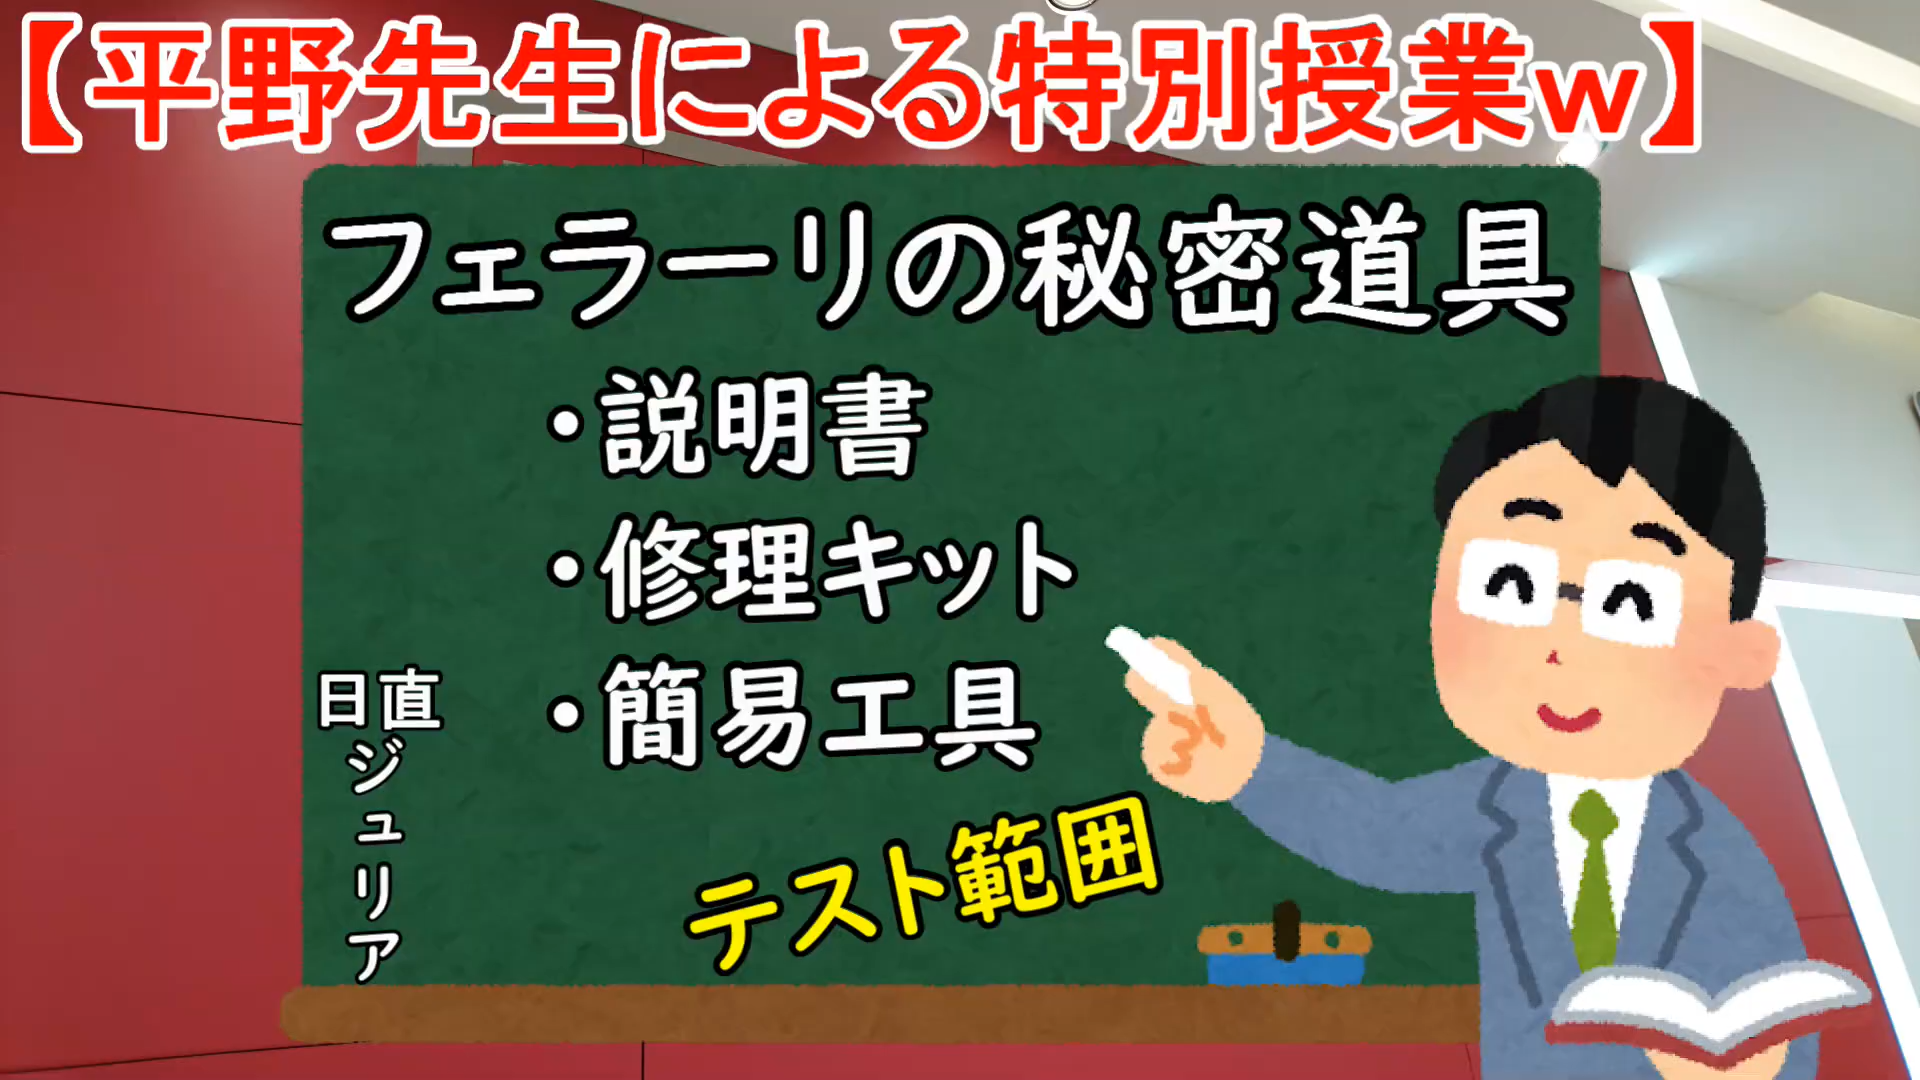 【平野先生による特別授業w】
フェラーリの秘密道具
・説明書
・修理キット
・簡易工具
テスト範囲
日直
ジュリア